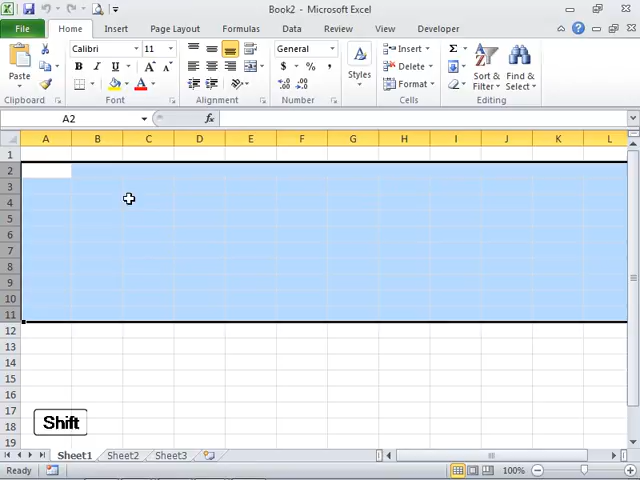 Book2 - Microsoft Excel
File Home Insert Page Layout Formulas Data Review View Developer
Paste
Calibri 11
B I U A A
General
$ % ,
Styles
Insert
Delete
Format
Σ
Sort & Filter
Find & Select
Clipboard Font Alignment Number Cells Editing
A2 fx
A B C D E F G H I J K L
1
2
3
4
5
6
7
8
9
10
11
12
13
14
15
16
17
18
19
Shift
Sheet1 Sheet2 Sheet3
Ready 100%